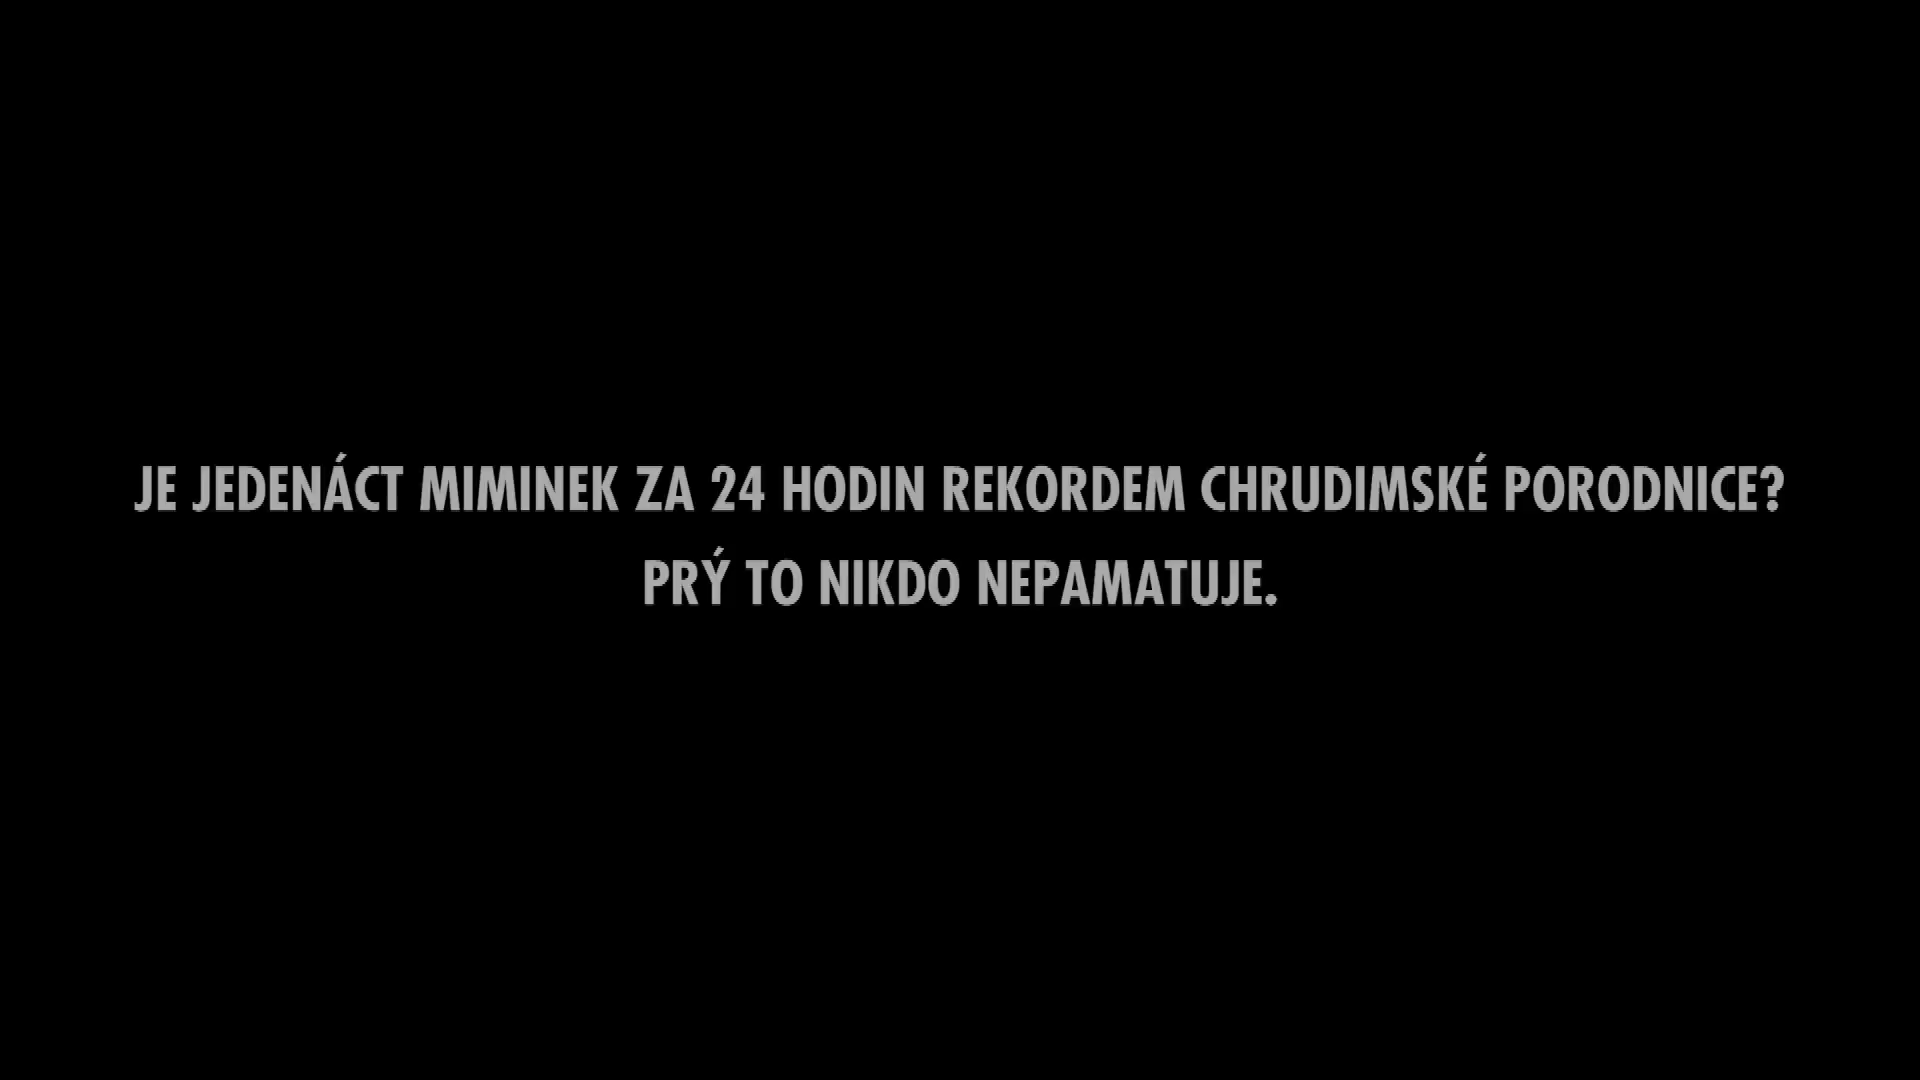 JE JEDENÁCT MIMINEK ZA 24 HODIN REKORDEM CHRUDIMSKÉ PORODNICE?
PRÝ TO NIKDO NEPAMATUJE.